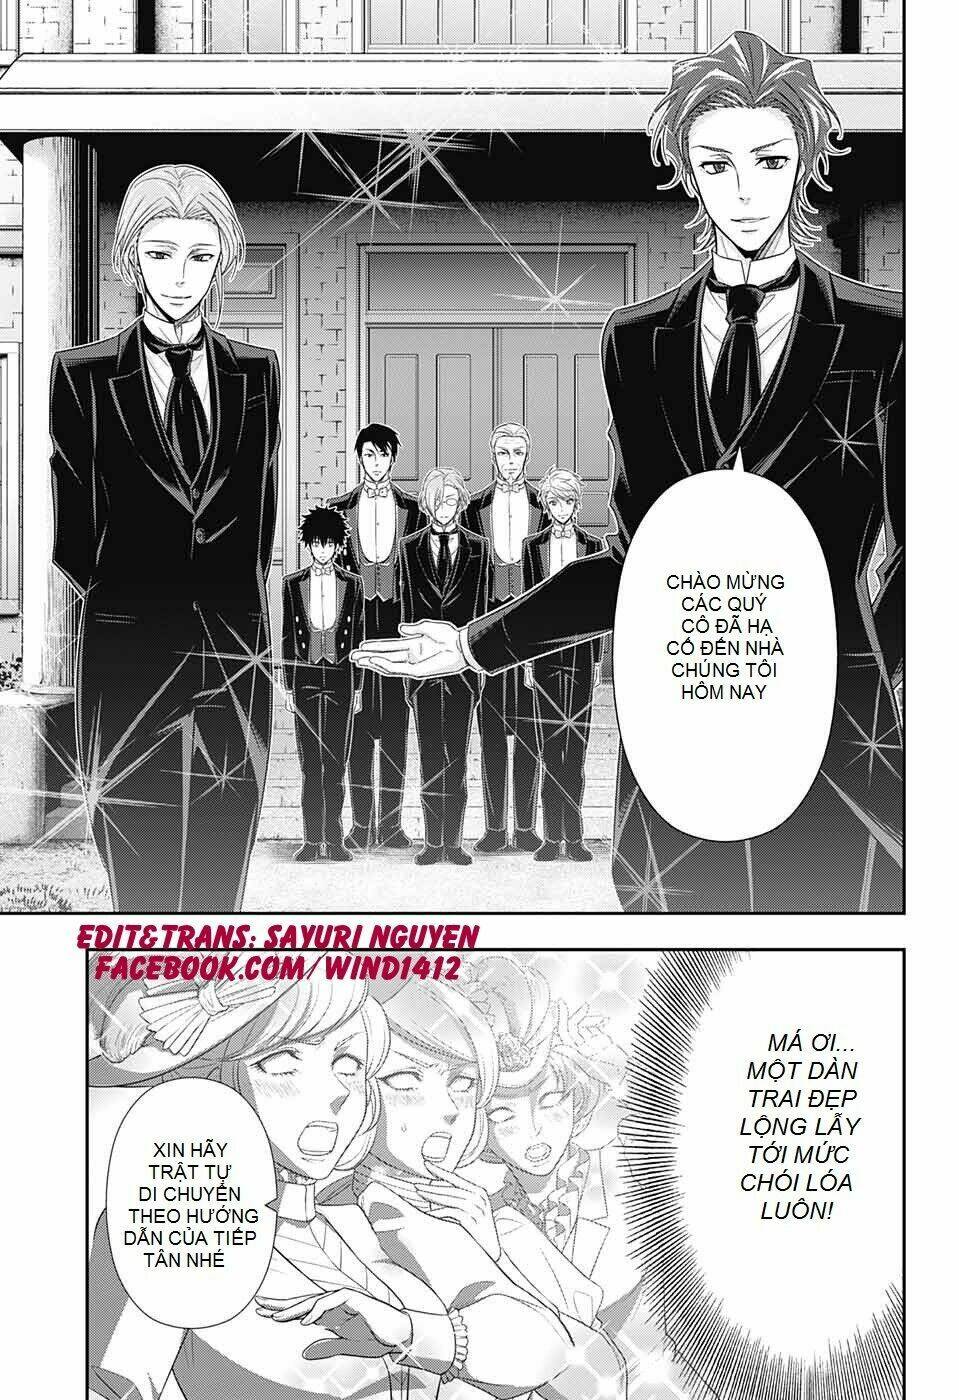 CHÀO MỪNG
CÁC QUÝ
CÔ ĐÃ HẠ
CỐ ĐẾN NHÀ
CHÚNG TÔI
HÔM NAY
EDIT&TRANS: SAYURI NGUYEN
FACEBOOK.COM/WIND1412
MÁ ƠI...
MỘT DÀN
TRAI ĐẸP
LỘNG LẪY
TỚI MỨC
CHÓI LÓA
LUÔN!
XIN HÃY
TRẬT TỰ
DI CHUYỂN
THEO HƯỚNG
DẪN CỦA TIẾP
TÂN NHÉ